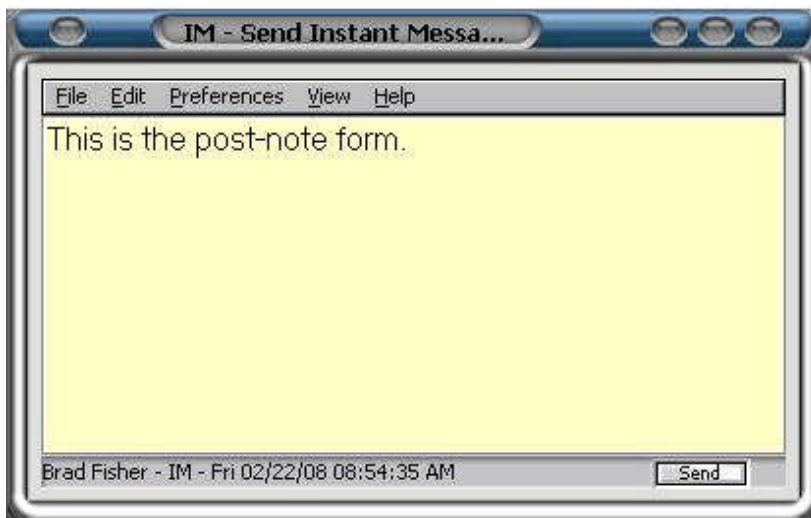 IM - Send Instant Messa...
File Edit Preferences View Help
This is the post-note form.
Brad Fisher - IM - Fri 02/22/08 08:54:35 AM Send